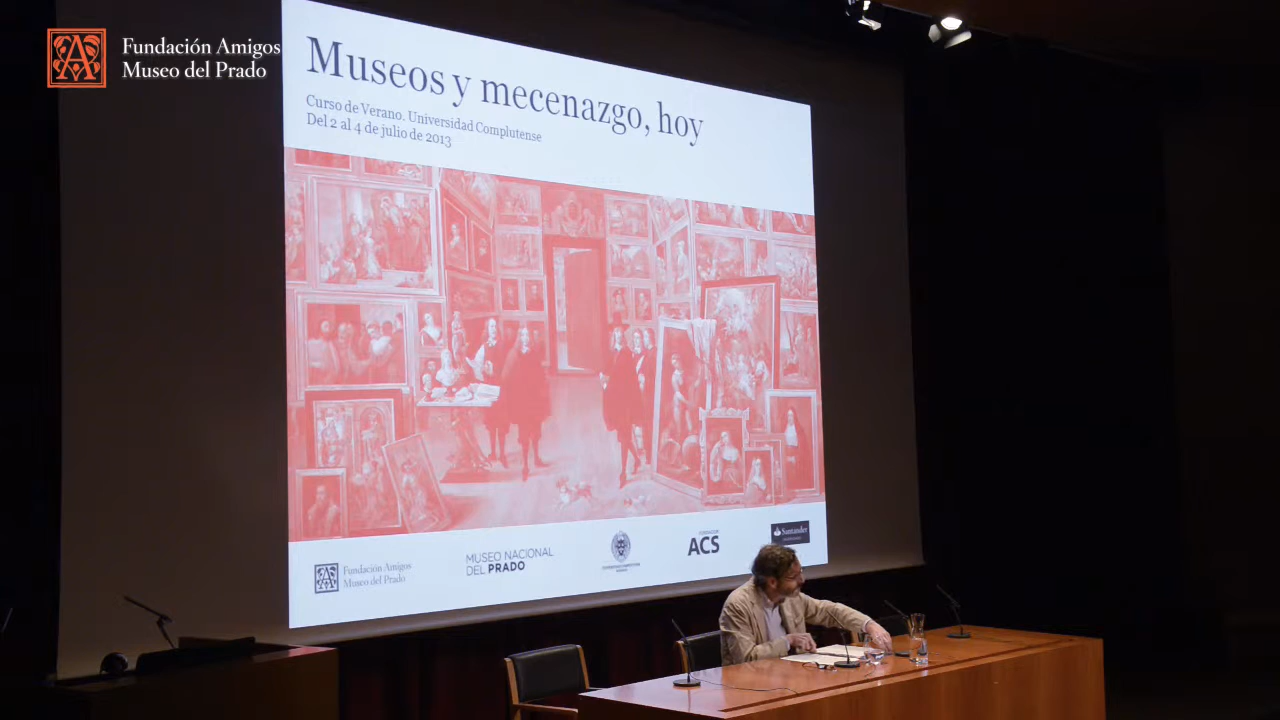 Fundación Amigos
Museo del Prado
Museos y mecenazgo, hoy
Curso de Verano. Universidad Complutense
Del 2 al 4 de julio de 2013
Fundación Amigos
Museo del Prado
MUSEO NACIONAL
DEL PRADO
ACS
Santander